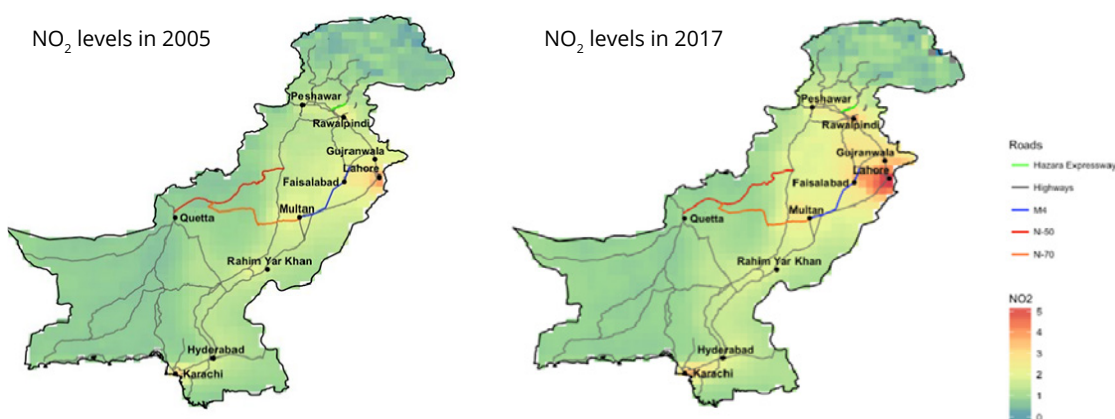 NO2 levels in 2005
Peshawar
Rawalpindi
Gojranwala
Lahore
Faisalabad
Multan
Quetta
Rahim Yar Khan
Hyderabad
Karachi
NO2 levels in 2017
Peshawar
Rawalpindi
Gojranwala
Lahore
Faisalabad
Multan
Quetta
Rahim Yar Khan
Hyderabad
Karachi
Roads
Hazara Expressway
Highways
M4
N-50
N-70
NO2
5
4
3
2
1
0